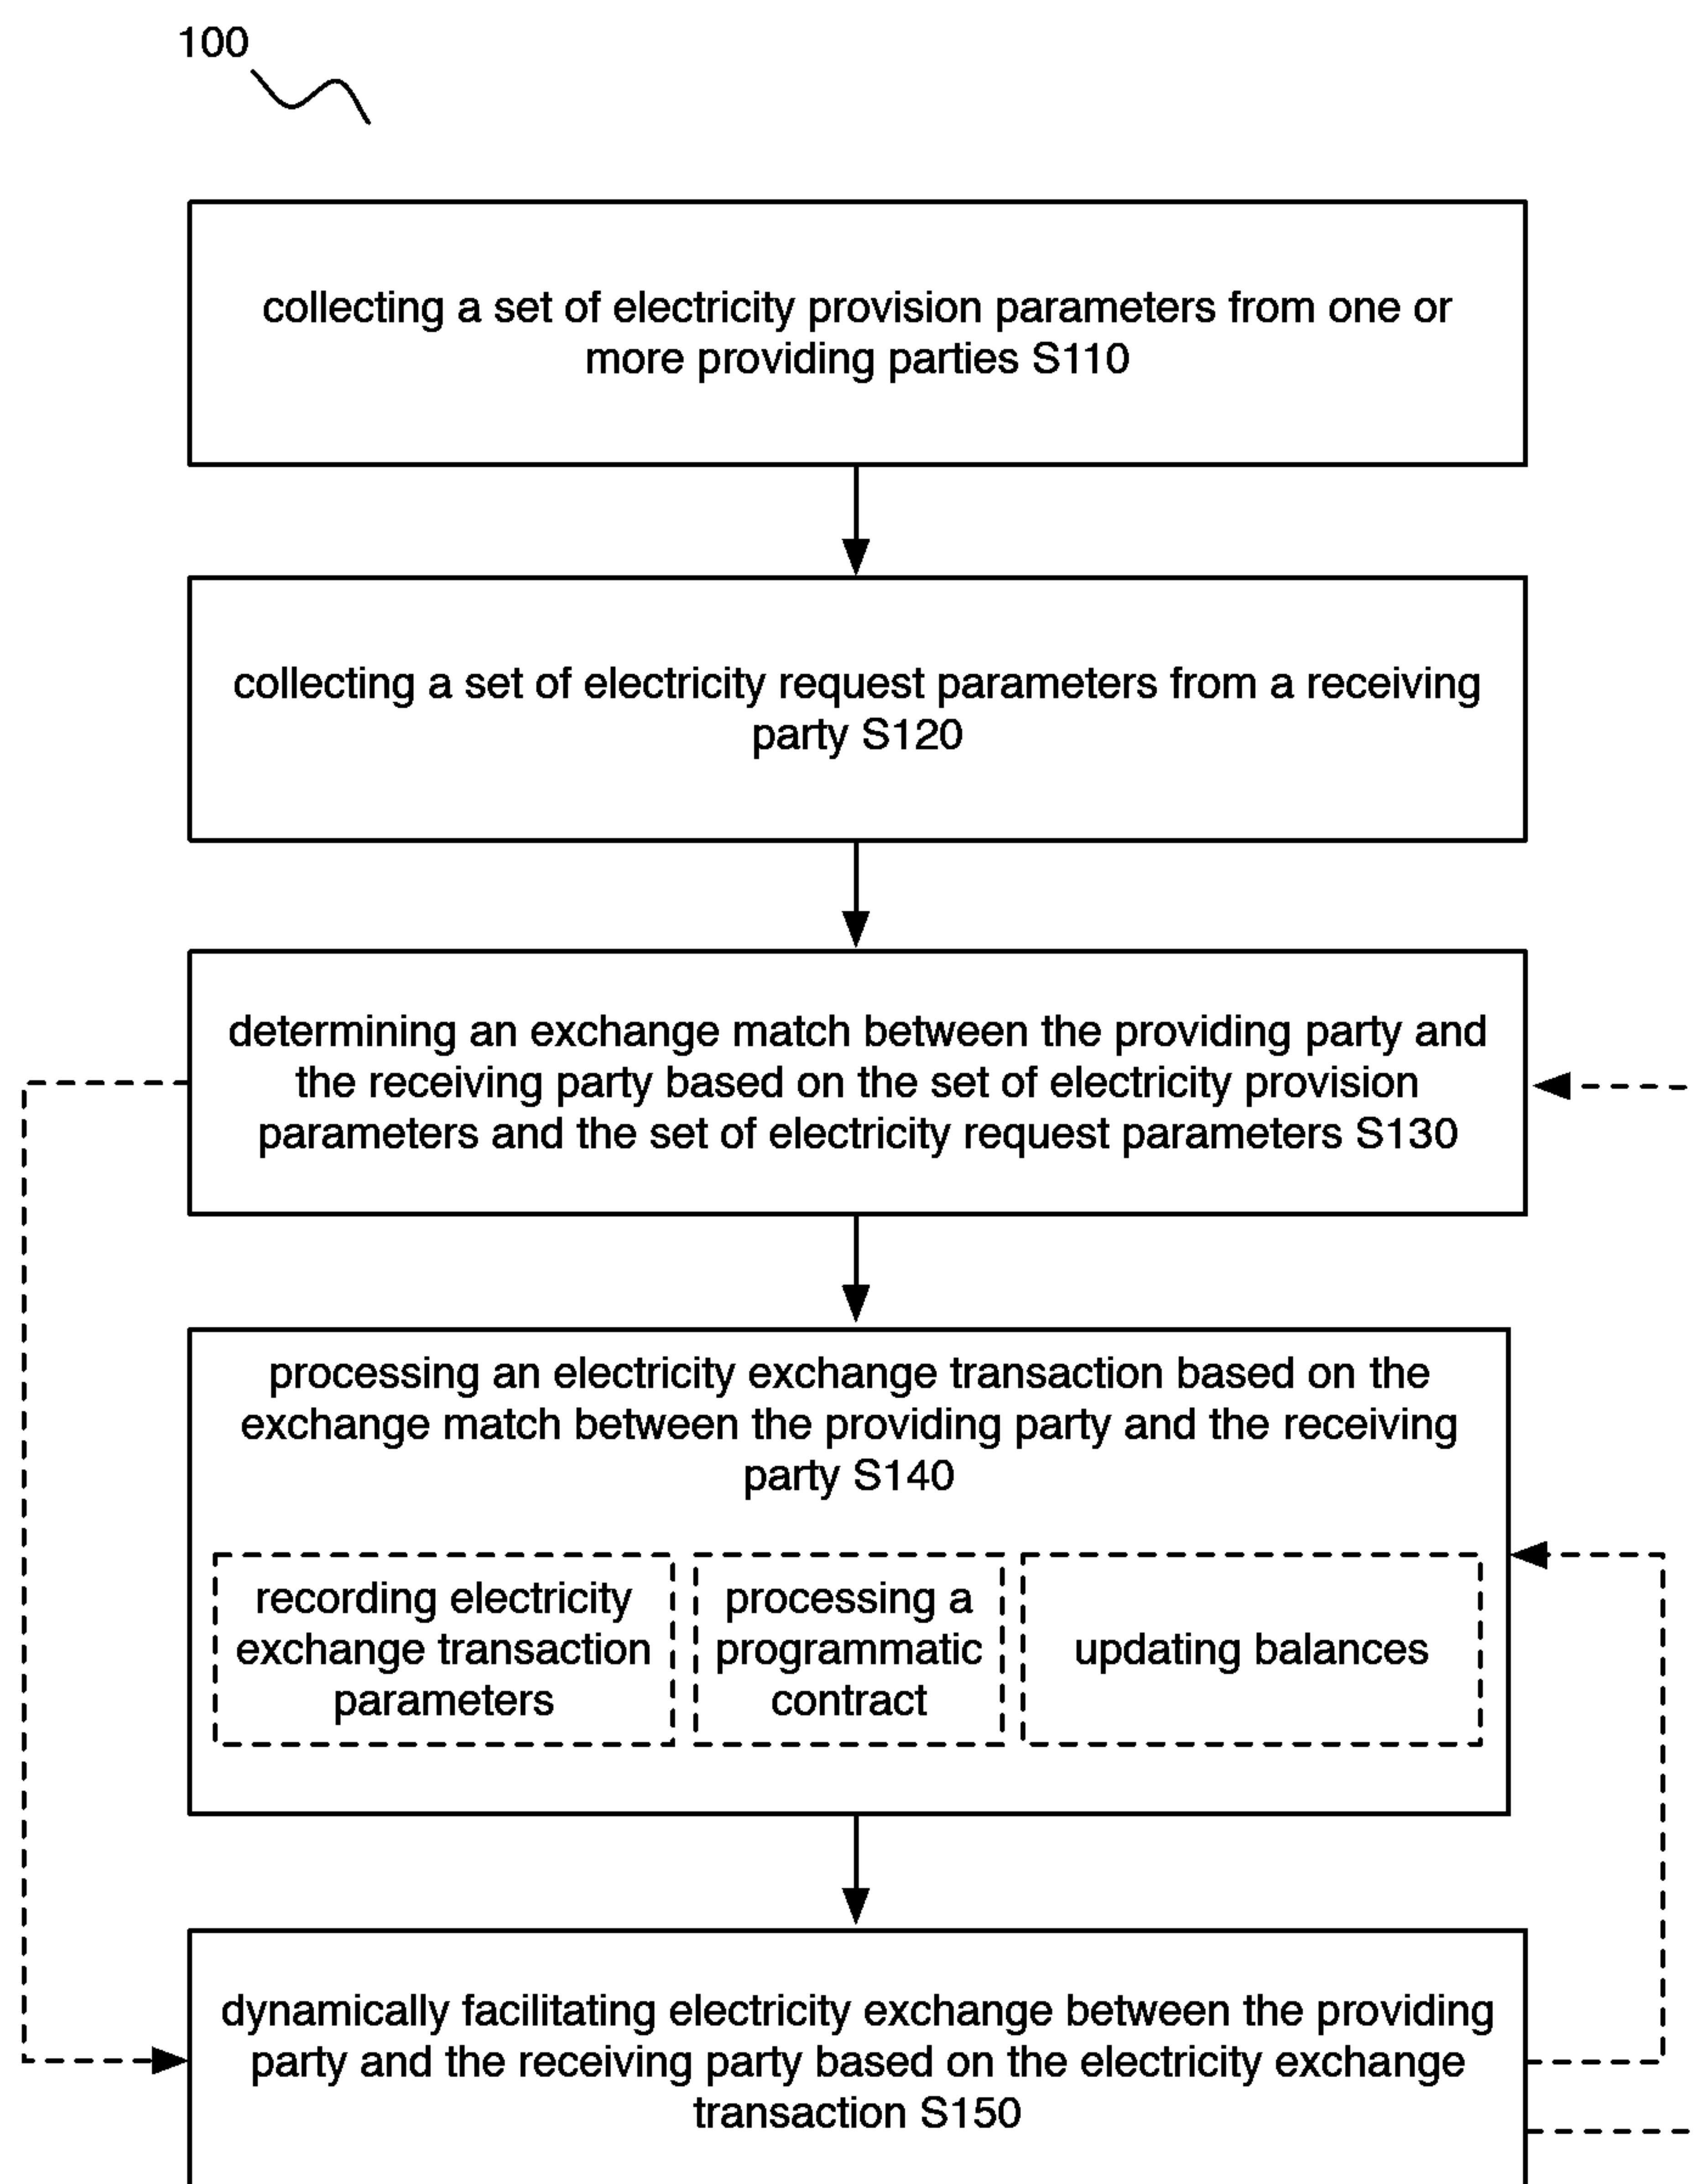 100
collecting a set of electricity provision parameters from one or
more providing parties S110
collecting a set of electricity request parameters from a receiving
party S120
determining an exchange match between the providing party and
the receiving party based on the set of electricity provision
parameters and the set of electricity request parameters S130
processing an electricity exchange transaction based on the
exchange match between the providing party and the receiving
party S140
recording electricity
exchange transaction
parameters
processing a
programmatic
contract
updating balances
dynamically facilitating electricity exchange between the providing
party and the receiving party based on the electricity exchange
transaction S150